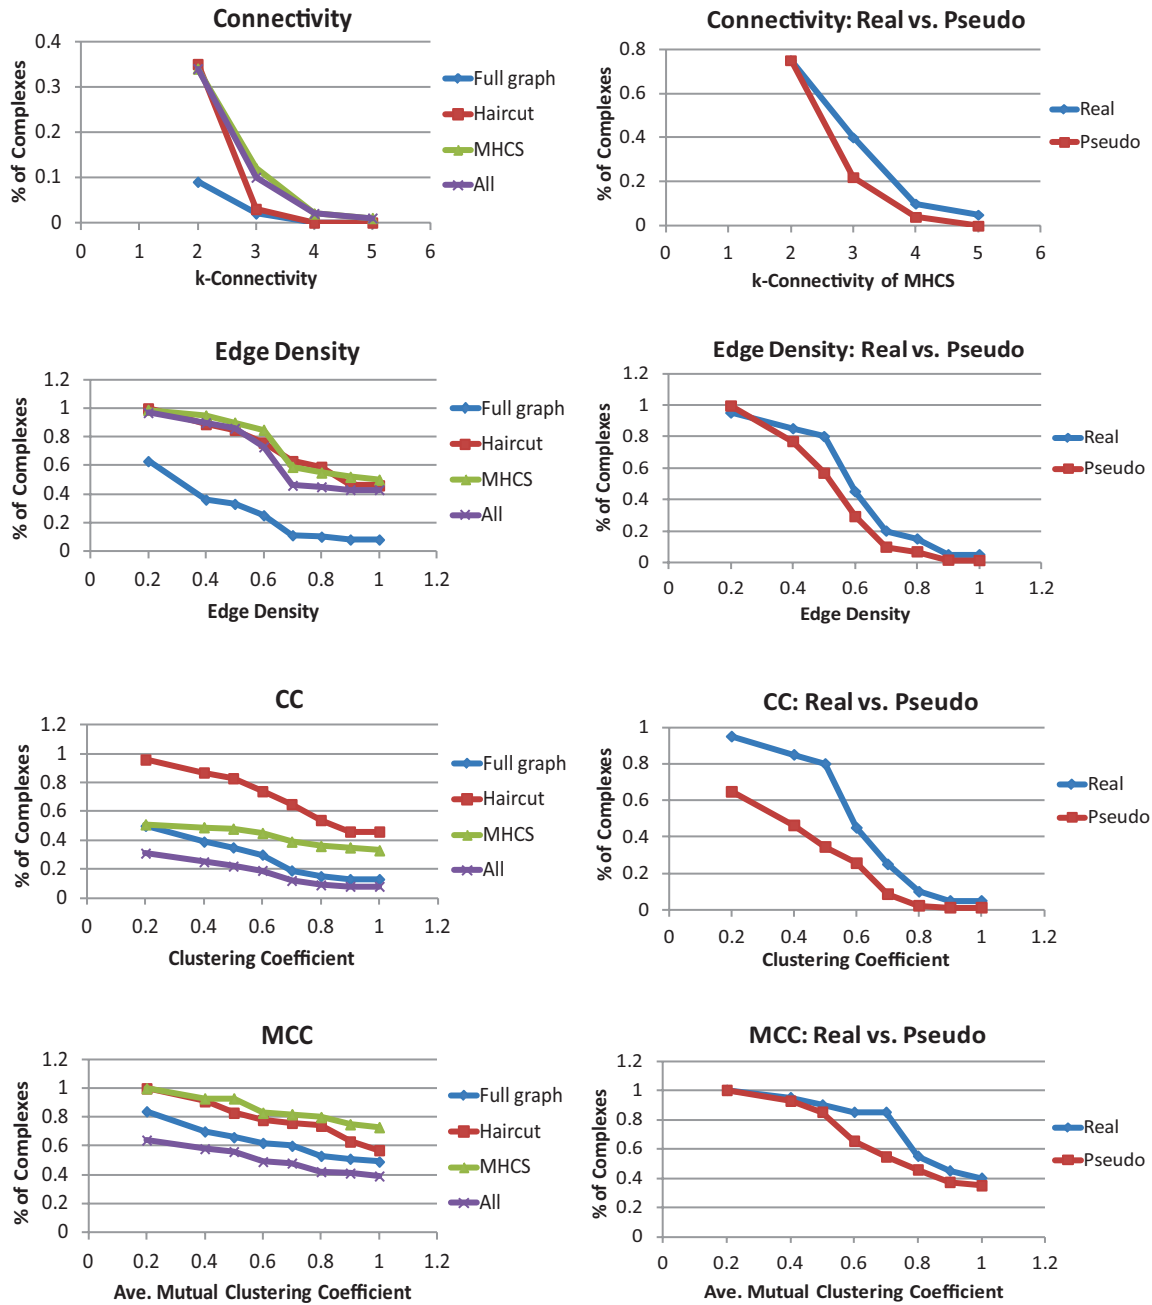 Connectivity
% of Complexes
0.4
0.3
0.2
0.1
0
0 1 2 3 4 5 6
k-Connectivity
Full graph
Haircut
MHCS
All
Connectivity: Real vs. Pseudo
% of Complexes
0.8
0.6
0.4
0.2
0
0 1 2 3 4 5 6
k-Connectivity of MHCS
Real
Pseudo
Edge Density
% of Complexes
1.2
1
0.8
0.6
0.4
0.2
0
0 0.2 0.4 0.6 0.8 1 1.2
Edge Density
Full graph
Haircut
MHCS
All
Edge Density: Real vs. Pseudo
% of Complexes
1.2
1
0.8
0.6
0.4
0.2
0
0 0.2 0.4 0.6 0.8 1 1.2
Edge Density
Real
Pseudo
CC
% of Complexes
1.2
1
0.8
0.6
0.4
0.2
0
0 0.2 0.4 0.6 0.8 1 1.2
Clustering Coefficient
Full graph
Haircut
MHCS
All
CC: Real vs. Pseudo
% of Complexes
1
0.8
0.6
0.4
0.2
0
0 0.2 0.4 0.6 0.8 1 1.2
Clustering Coefficient
Real
Pseudo
MCC
% of Complexes
1.2
1
0.8
0.6
0.4
0.2
0
0 0.2 0.4 0.6 0.8 1 1.2
Ave. Mutual Clustering Coefficient
Full graph
Haircut
MHCS
All
MCC: Real vs. Pseudo
% of Complexes
1.2
1
0.8
0.6
0.4
0.2
0
0 0.2 0.4 0.6 0.8 1 1.2
Ave. Mutual Clustering Coefficient
Real
Pseudo